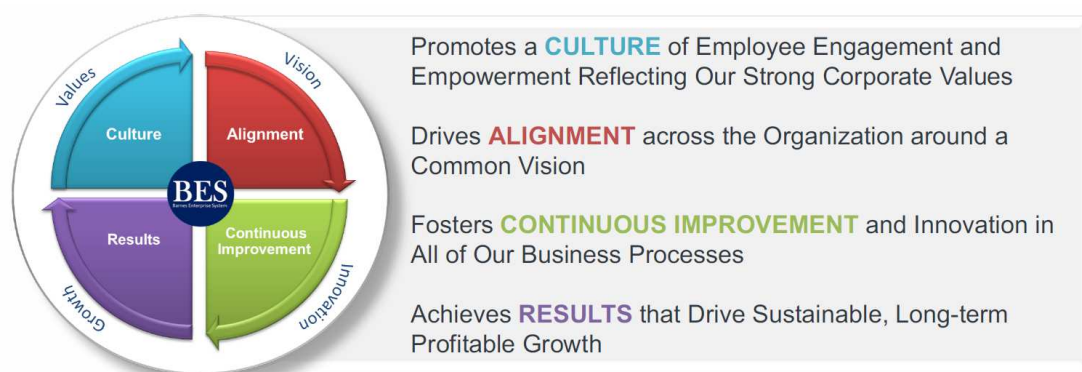 Values
Vision
Culture
Alignment
BES
Barnes Enterprise System
Results
Continuous
Improvement
Growth
Innovation
Promotes a CULTURE of Employee Engagement and
Empowerment Reflecting Our Strong Corporate Values
Drives ALIGNMENT across the Organization around a
Common Vision
Fosters CONTINUOUS IMPROVEMENT and Innovation in
All of Our Business Processes
Achieves RESULTS that Drive Sustainable, Long-term
Profitable Growth